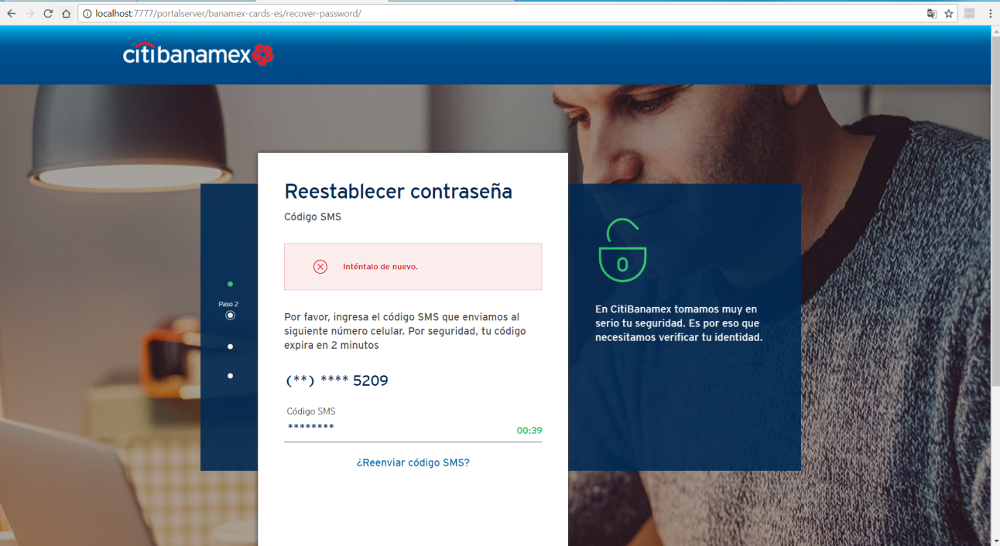 localhost:7777/portalserver/banamex-cards-es/recover-password/
citibanamex
Reestablecer contraseña
Código SMS
Inténtalo de nuevo.
Paso 2
Por favor, ingresa el código SMS que enviamos al
siguiente número celular. Por seguridad, tu código
expira en 2 minutos
(**) **** 5209
Código SMS
********
00:39
¿Reenviar código SMS?
0
En CitiBanamex tomamos muy en
serio tu seguridad. Es por eso que
necesitamos verificar tu identidad.